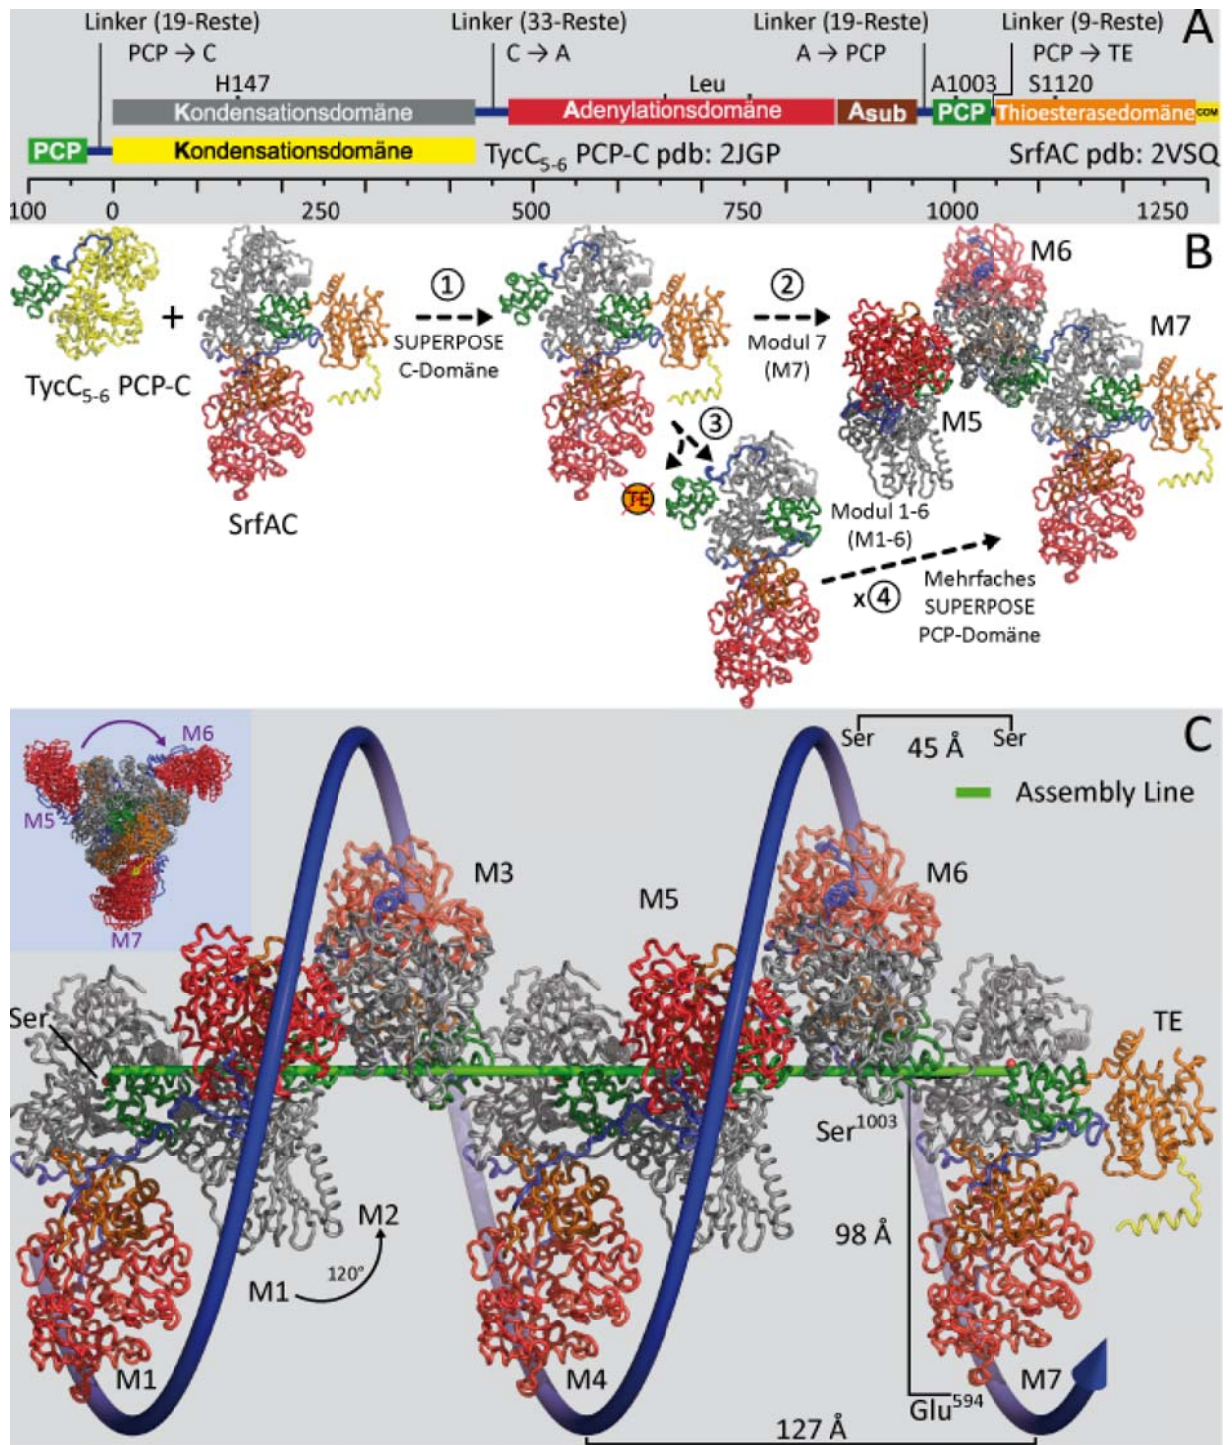 Linker (19-Reste) Linker (33-Reste) Linker (19-Reste) Linker (9-Reste) A
PCP → C C → A A → PCP PCP → TE
H147 Leu A1003 S1120
Kondensationsdomäne Adenylationsdomäne Asub PCP Thioesterasedomäne COM
PCP Kondensationsdomäne TycC5-6 PCP-C pdb: 2JGP SrfAC pdb: 2VSQ
100 0 250 500 750 1000 1250
B
M6
M7
M5
+
TycC5-6 PCP-C
SrfAC
①
SUPERPOSE
C-Domäne
②
Modul 7
(M7)
③
TE
Modul 1-6
(M1-6)
x④
Mehrfaches
SUPERPOSE
PCP-Domäne
C
M6
M5
M7
Ser 45 Å Ser
Assembly Line
M3
M5
M6
Ser
TE
Ser1003
M2
98 Å
M1 120°
M1
M4
M7
Glu594
127 Å